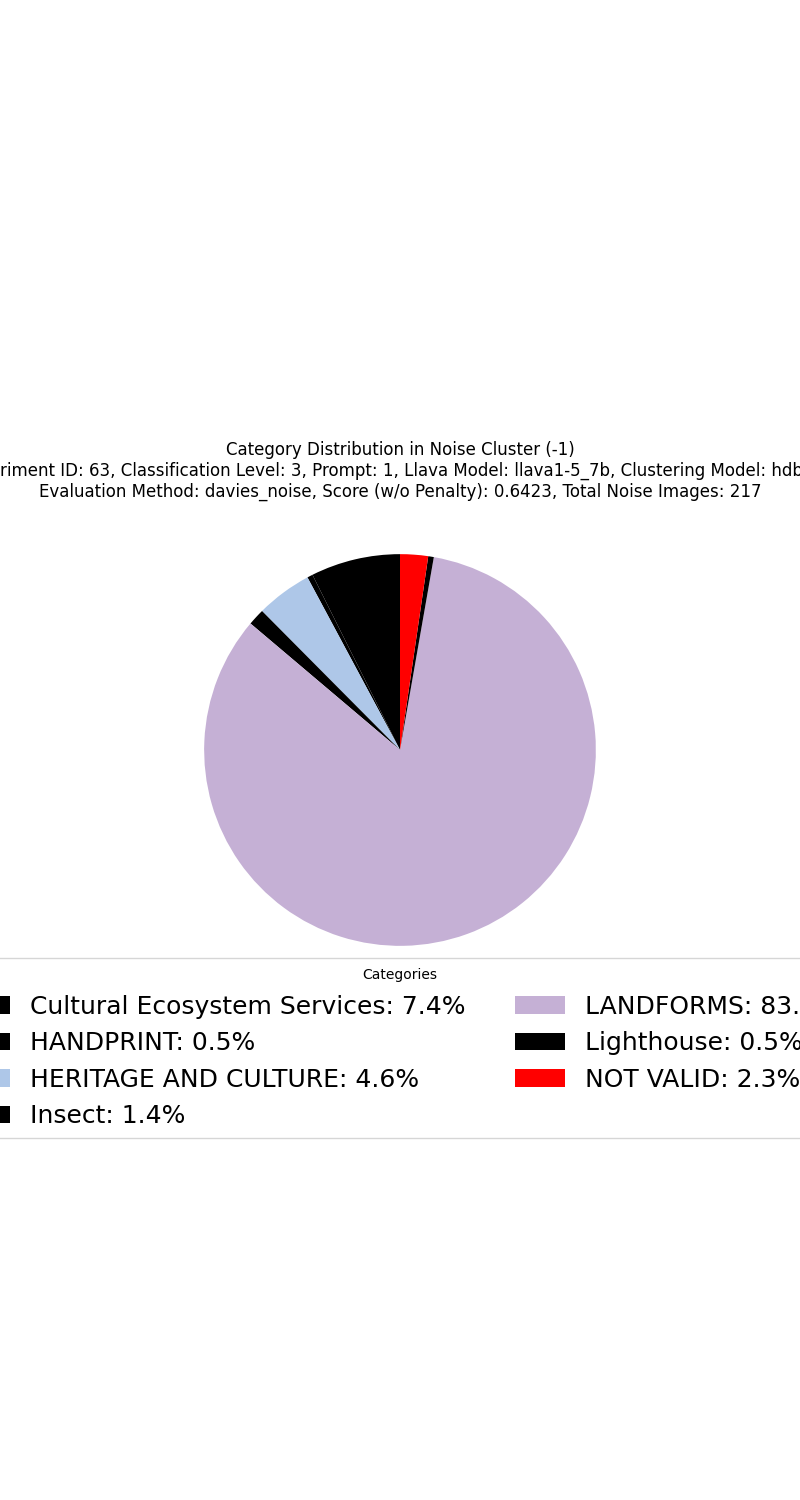 Category Distribution in Noise Cluster (-1)
riment ID: 63, Classification Level: 3, Prompt: 1, Llava Model: llava1-5_7b, Clustering Model: hdb
Evaluation Method: davies_noise, Score (w/o Penalty): 0.6423, Total Noise Images: 217
Categories
Cultural Ecosystem Services: 7.4%
HANDPRINT: 0.5%
HERITAGE AND CULTURE: 4.6%
Insect: 1.4%
LANDFORMS: 83.
Lighthouse: 0.5%
NOT VALID: 2.3%